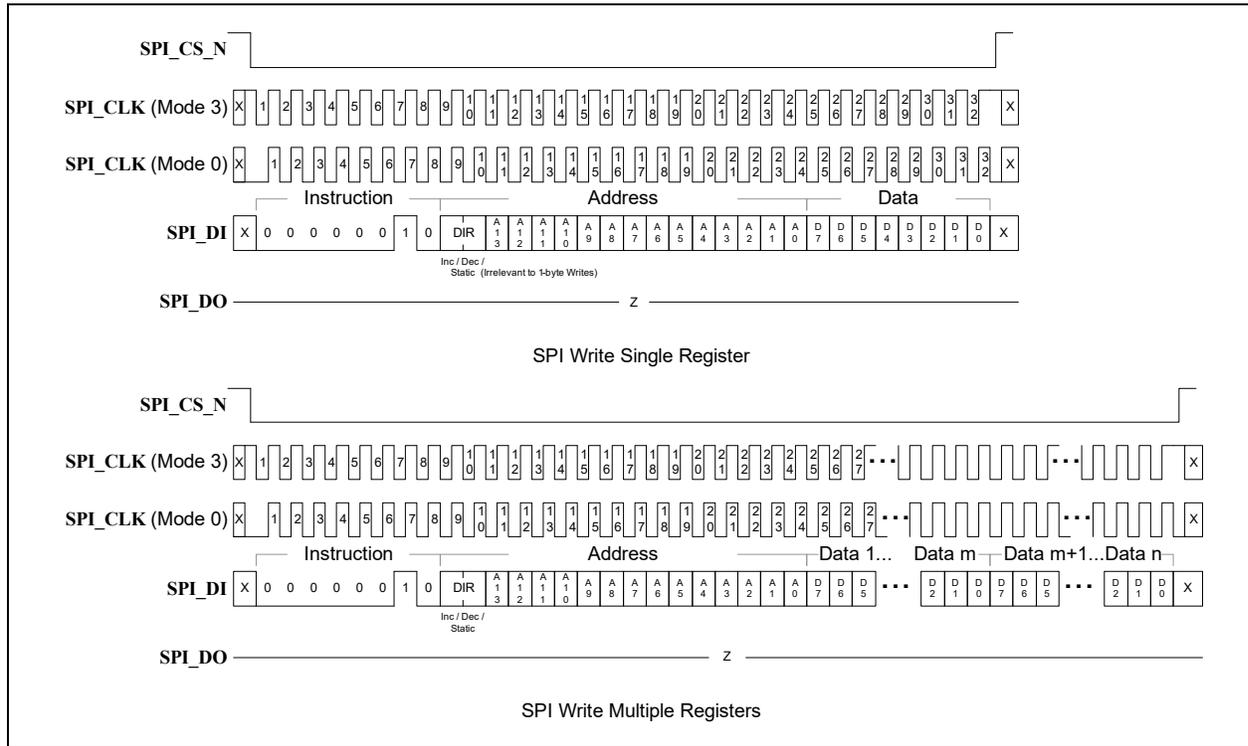 SPI_CS_N
SPI_CLK (Mode 3) X 1 2 3 4 5 6 7 8 9 10 11 12 13 14 15 16 17 18 19 20 21 22 23 24 25 26 27 28 29 30 31 32 X
SPI_CLK (Mode 0) X 1 2 3 4 5 6 7 8 9 10 11 12 13 14 15 16 17 18 19 20 21 22 23 24 25 26 27 28 29 30 31 32 X
Instruction Address Data
SPI_DI X 0 0 0 0 0 0 1 0 DIR A13 A12 A11 A10 A9 A8 A7 A6 A5 A4 A3 A2 A1 A0 D7 D6 D5 D4 D3 D2 D1 D0 X
Inc / Dec /
Static (Irrelevant to 1-byte Writes)
SPI_DO Z
SPI Write Single Register
SPI_CS_N
SPI_CLK (Mode 3) X 1 2 3 4 5 6 7 8 9 10 11 12 13 14 15 16 17 18 19 20 21 22 23 24 25 26 27 ... ... X
SPI_CLK (Mode 0) X 1 2 3 4 5 6 7 8 9 10 11 12 13 14 15 16 17 18 19 20 21 22 23 24 25 26 27 ... ... X
Instruction Address Data 1... Data m Data m+1...Data n
SPI_DI X 0 0 0 0 0 0 1 0 DIR A13 A12 A11 A10 A9 A8 A7 A6 A5 A4 A3 A2 A1 A0 D7 D6 D5 ... D2 D1 D0 D7 D6 D5 ... D2 D1 D0 X
Inc / Dec /
Static
SPI_DO Z
SPI Write Multiple Registers